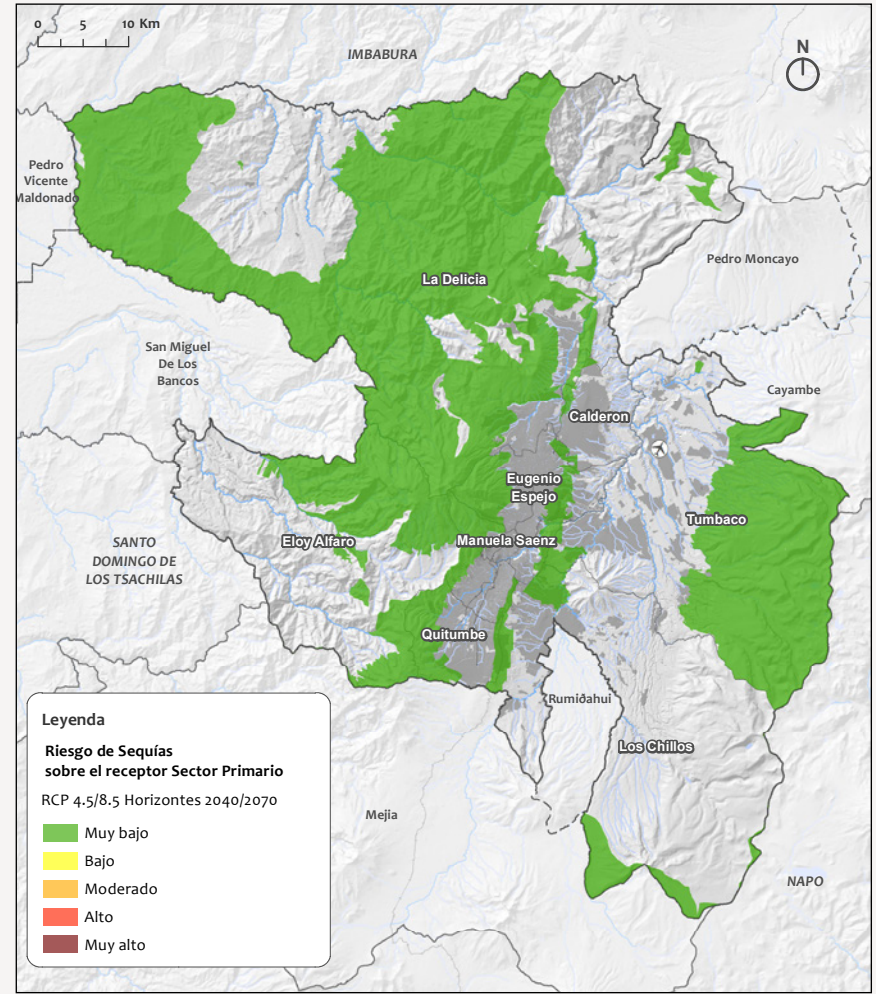 0 5 10 Km
IMBABURA
N
Pedro
Vicente
Maldonado
La Delicia
Pedro Moncayo
San Miguel
De Los
Bancos
Cayambe
Calderon
Eugenio
Espejo
Tumbaco
SANTO
DOMINGO DE
LOS TSACHILAS
Eloy Alfaro
Manuela Saenz
Quitumbe
Rumiðahui
Los Chillos
Mejia
NAPO
Leyenda
Riesgo de Sequías
sobre el receptor Sector Primario
RCP 4.5/8.5 Horizontes 2040/2070
Muy bajo
Bajo
Moderado
Alto
Muy alto